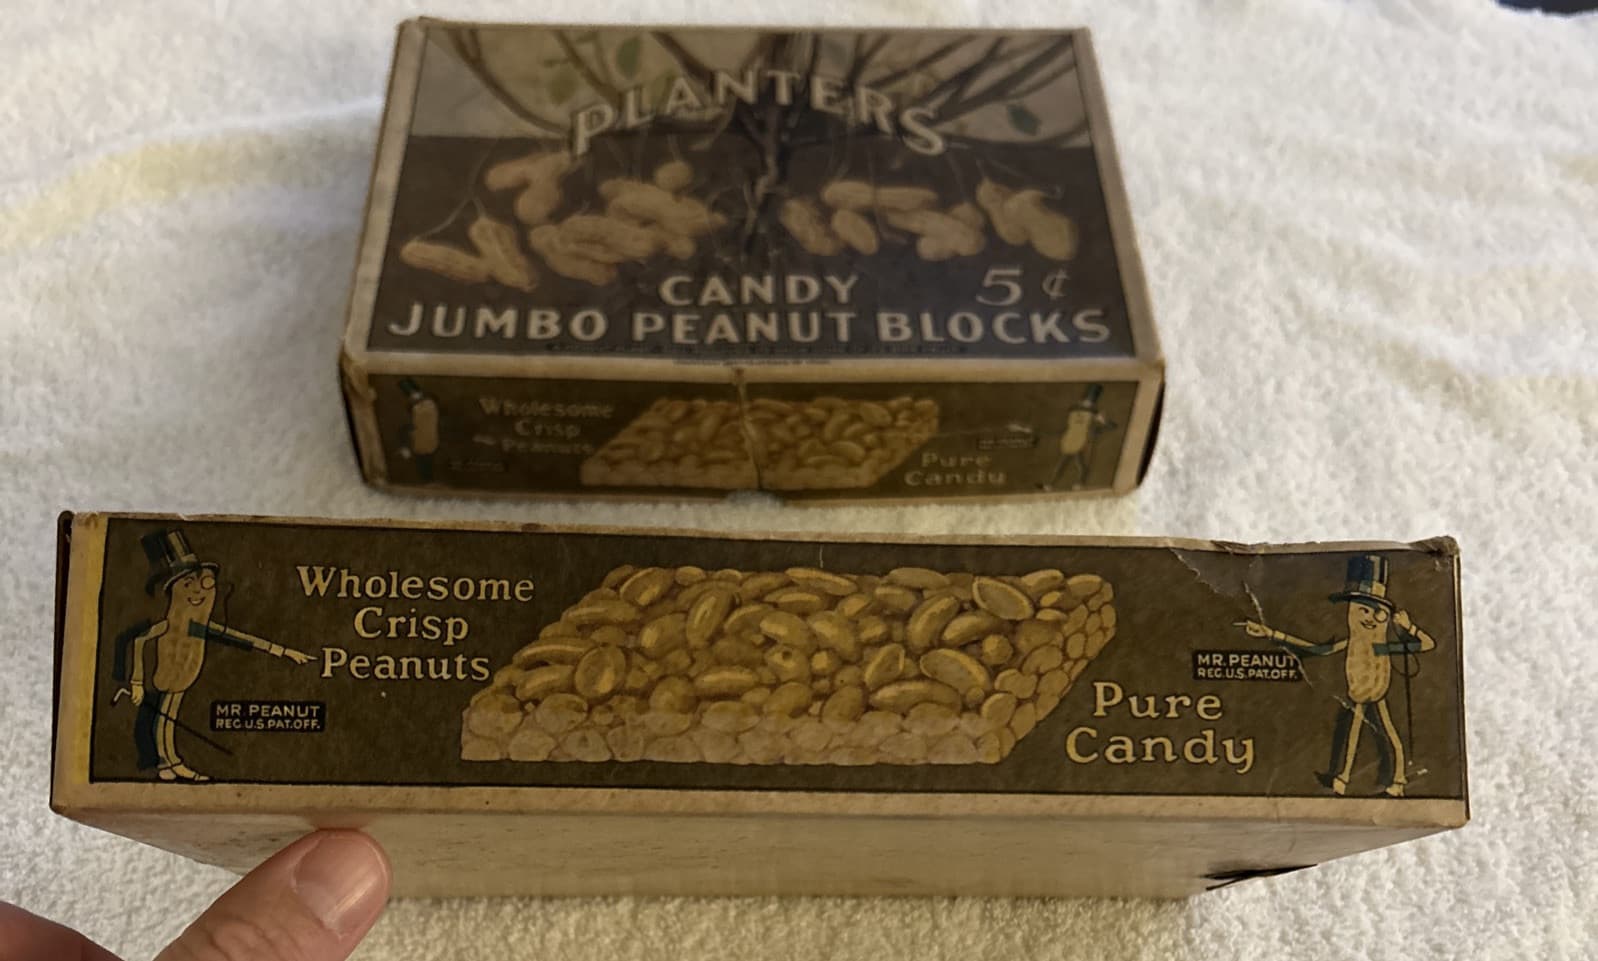 PLANTERS
CANDY 5¢
JUMBO PEANUT BLOCKS
Wholesome
Crisp
Peanuts
Pure
Candy
Wholesome
Crisp
Peanuts
MR. PEANUT
REG. U.S. PAT. OFF.
MR. PEANUT
REG. U.S. PAT. OFF.
Pure
Candy